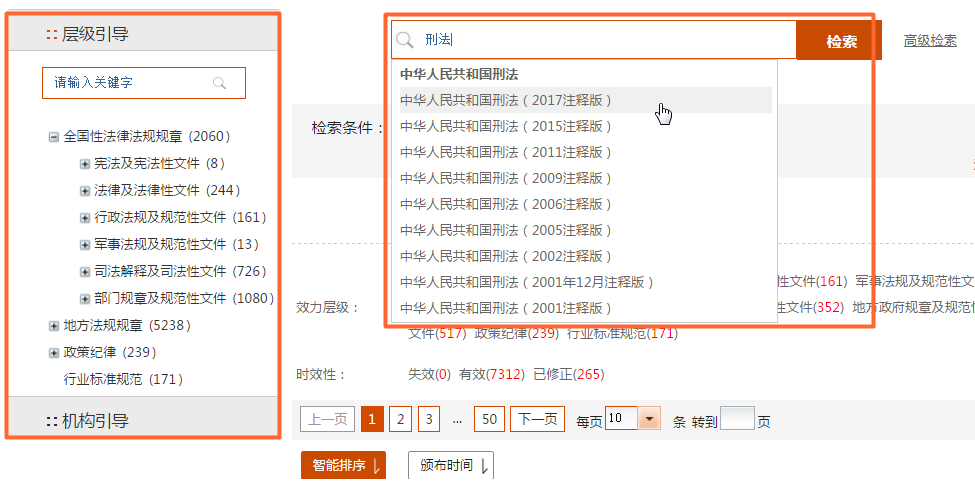 层级引导
请输入关键字
全国性法律法规规章 (2060)
宪法及宪法性文件 (8)
法律及法律性文件 (244)
行政法规及规范性文件 (161)
军事法规及规范性文件 (13)
司法解释及司法性文件 (726)
部门规章及规范性文件 (1080)
地方法规规章 (5238)
政策纪律 (239)
行业标准规范 (171)
机构引导
刑法
检索
高级检索
检索条件：
中华人民共和国刑法
中华人民共和国刑法（2017注释版）
中华人民共和国刑法（2015注释版）
中华人民共和国刑法（2011注释版）
中华人民共和国刑法（2009注释版）
中华人民共和国刑法（2006注释版）
中华人民共和国刑法（2005注释版）
中华人民共和国刑法（2002注释版）
中华人民共和国刑法（2001年12月注释版）
中华人民共和国刑法（2001注释版）
性文件(161) 军事法规及规范性文
效力层级：
性文件(352) 地方政府规章及规范
文件(517) 政策纪律(239) 行业标准规范(171)
时效性： 失效(0) 有效(7312) 已修正(265)
上一页 1 2 3 ... 50 下一页 每页 10 条 转到 页
智能排序 颁布时间